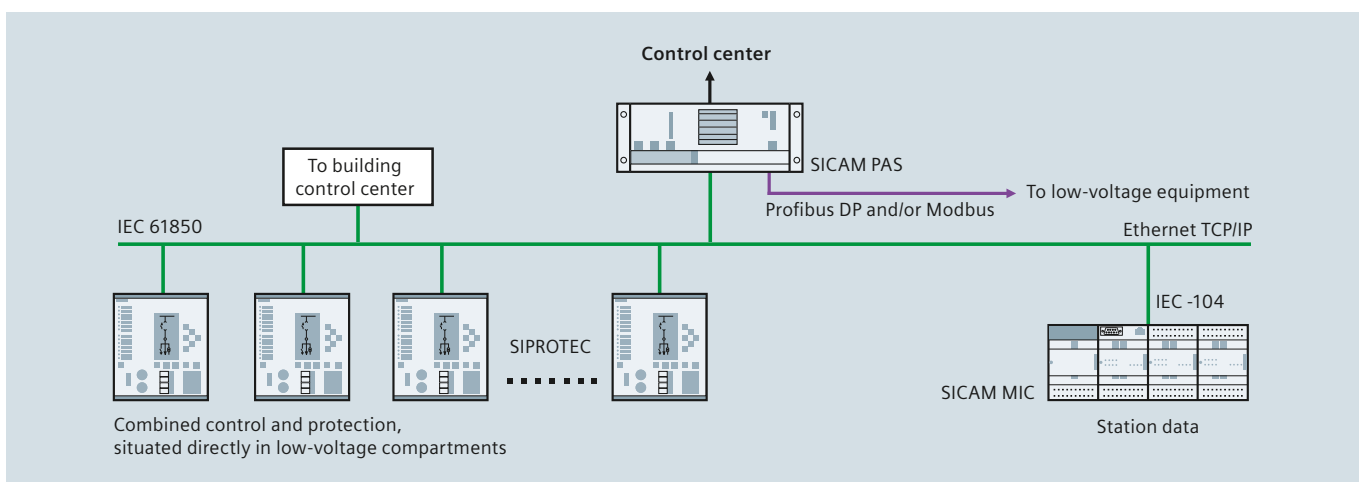 Control center
SICAM PAS
To building
control center
To low-voltage equipment
Profibus DP and/or Modbus
IEC 61850
Ethernet TCP/IP
IEC -104
SIPROTEC
SICAM MIC
Combined control and protection,
situated directly in low-voltage compartments
Station data